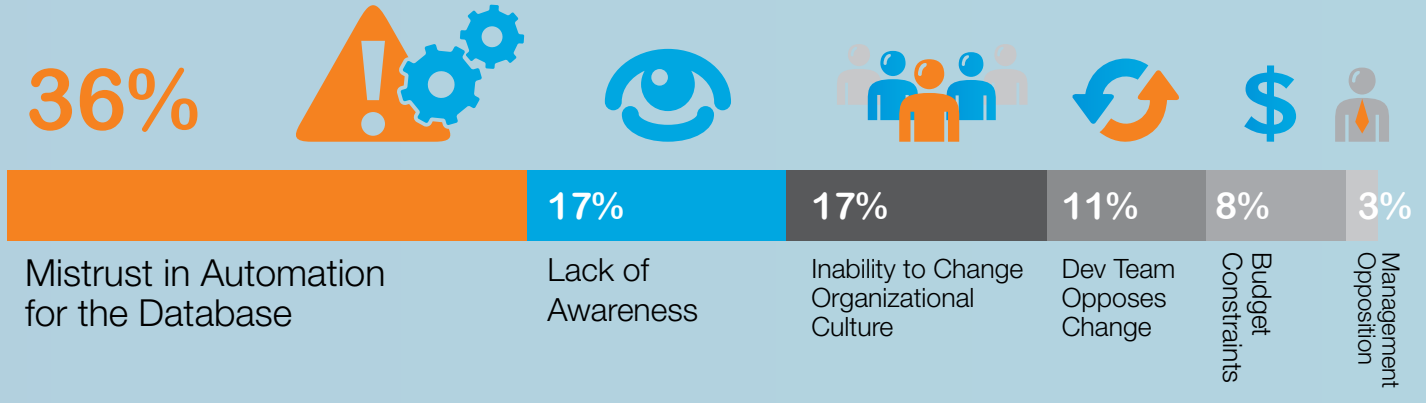 36%
17%
17%
11%
8%
3%
Mistrust in Automation
for the Database
Lack of
Awareness
Inability to Change
Organizational
Culture
Dev Team
Opposes
Change
Budget
Constraints
Management
Opposition
$